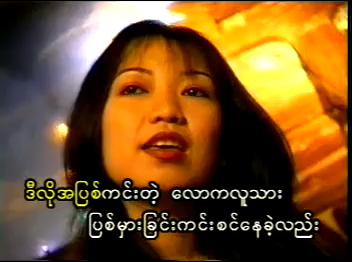 ဒီလိုအပြစ်ကင်းတဲ့ လောကလူသား
ပြစ်မှားခြင်းကင်းစင်နေခဲ့လည်း